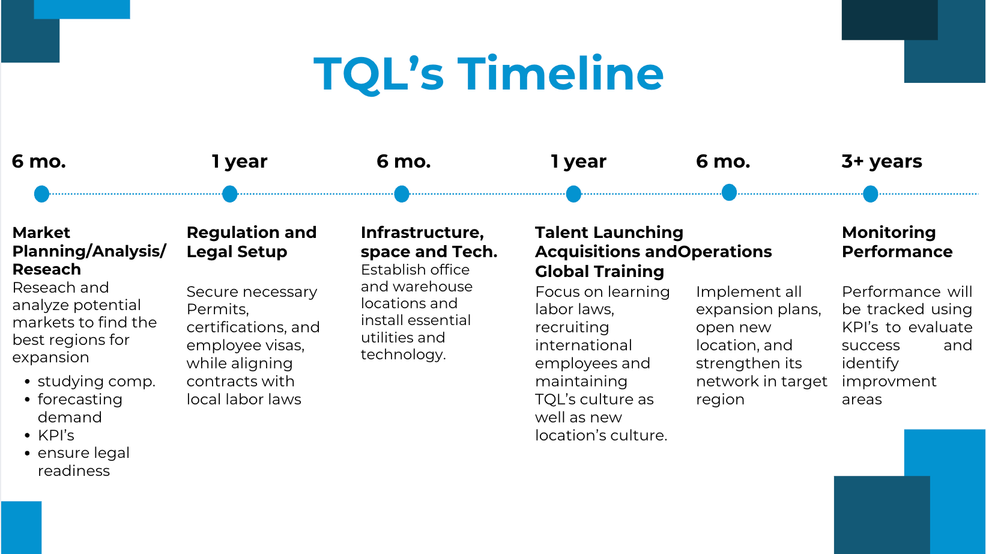 TQL’s Timeline
6 mo.
Market
Planning/Analysis/
Reseach
Reseach and
analyze potential
markets to find the
best regions for
expansion
• studying comp.
• forecasting
demand
• KPI’s
• ensure legal
readiness
1 year
Regulation and
Legal Setup
Secure necessary
Permits,
certifications, and
employee visas,
while aligning
contracts with
local labor laws
6 mo.
Infrastructure,
space and Tech.
Establish office
and warehouse
locations and
install essential
utilities and
technology.
1 year
Talent
Acquisitions and
Global Training
Focus on learning
labor laws,
recruiting
international
employees and
maintaining
TQL’s culture as
well as new
location’s culture.
6 mo.
Launching
Operations
Implement all
expansion plans,
open new
location, and
strengthen its
network in target
region
3+ years
Monitoring
Performance
Performance will
be tracked using
KPI’s to evaluate
success and
identify
improvment
areas